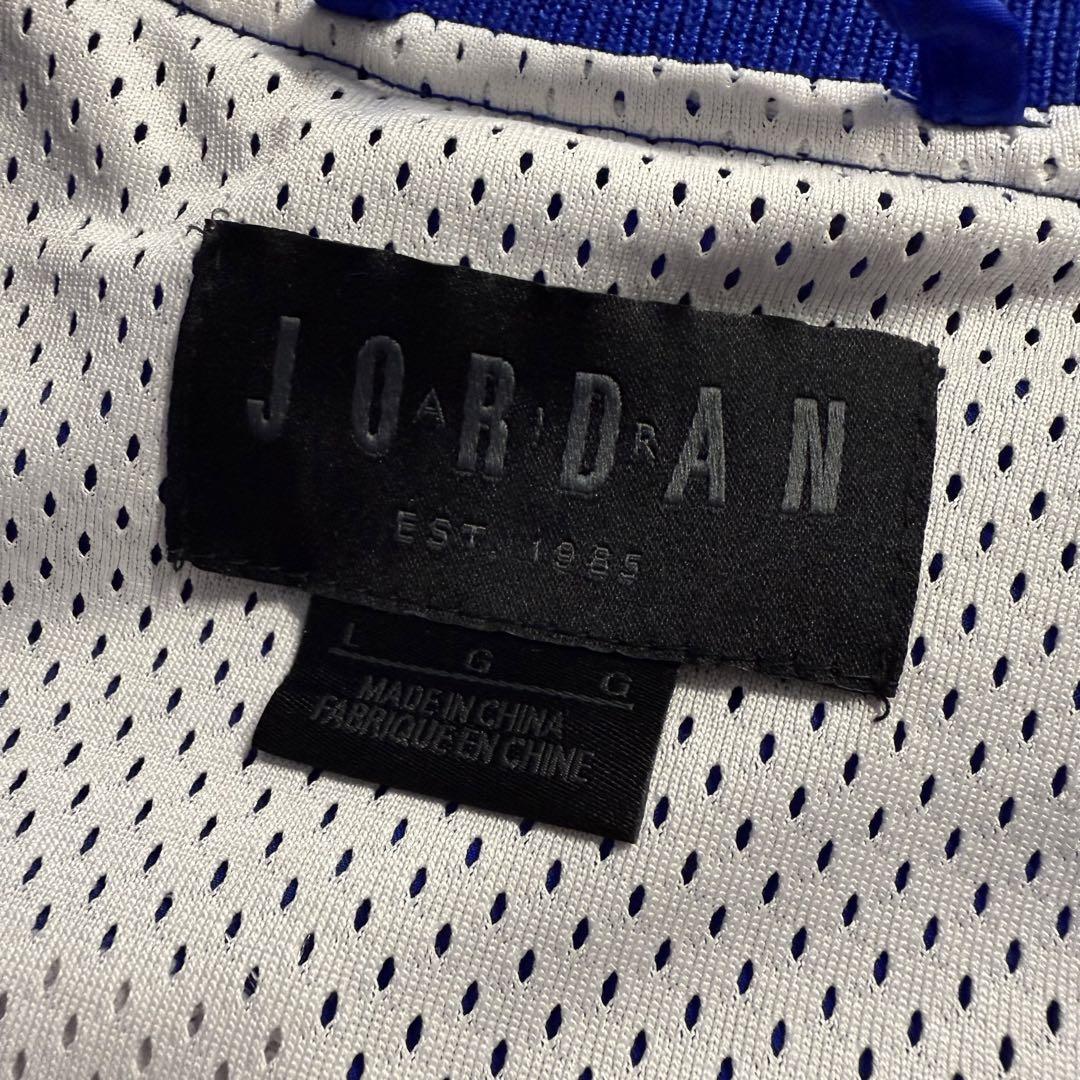 JORDAN
AIR
EST. 1985
L G G
MADE IN CHINA
FABRIQUE EN CHINE